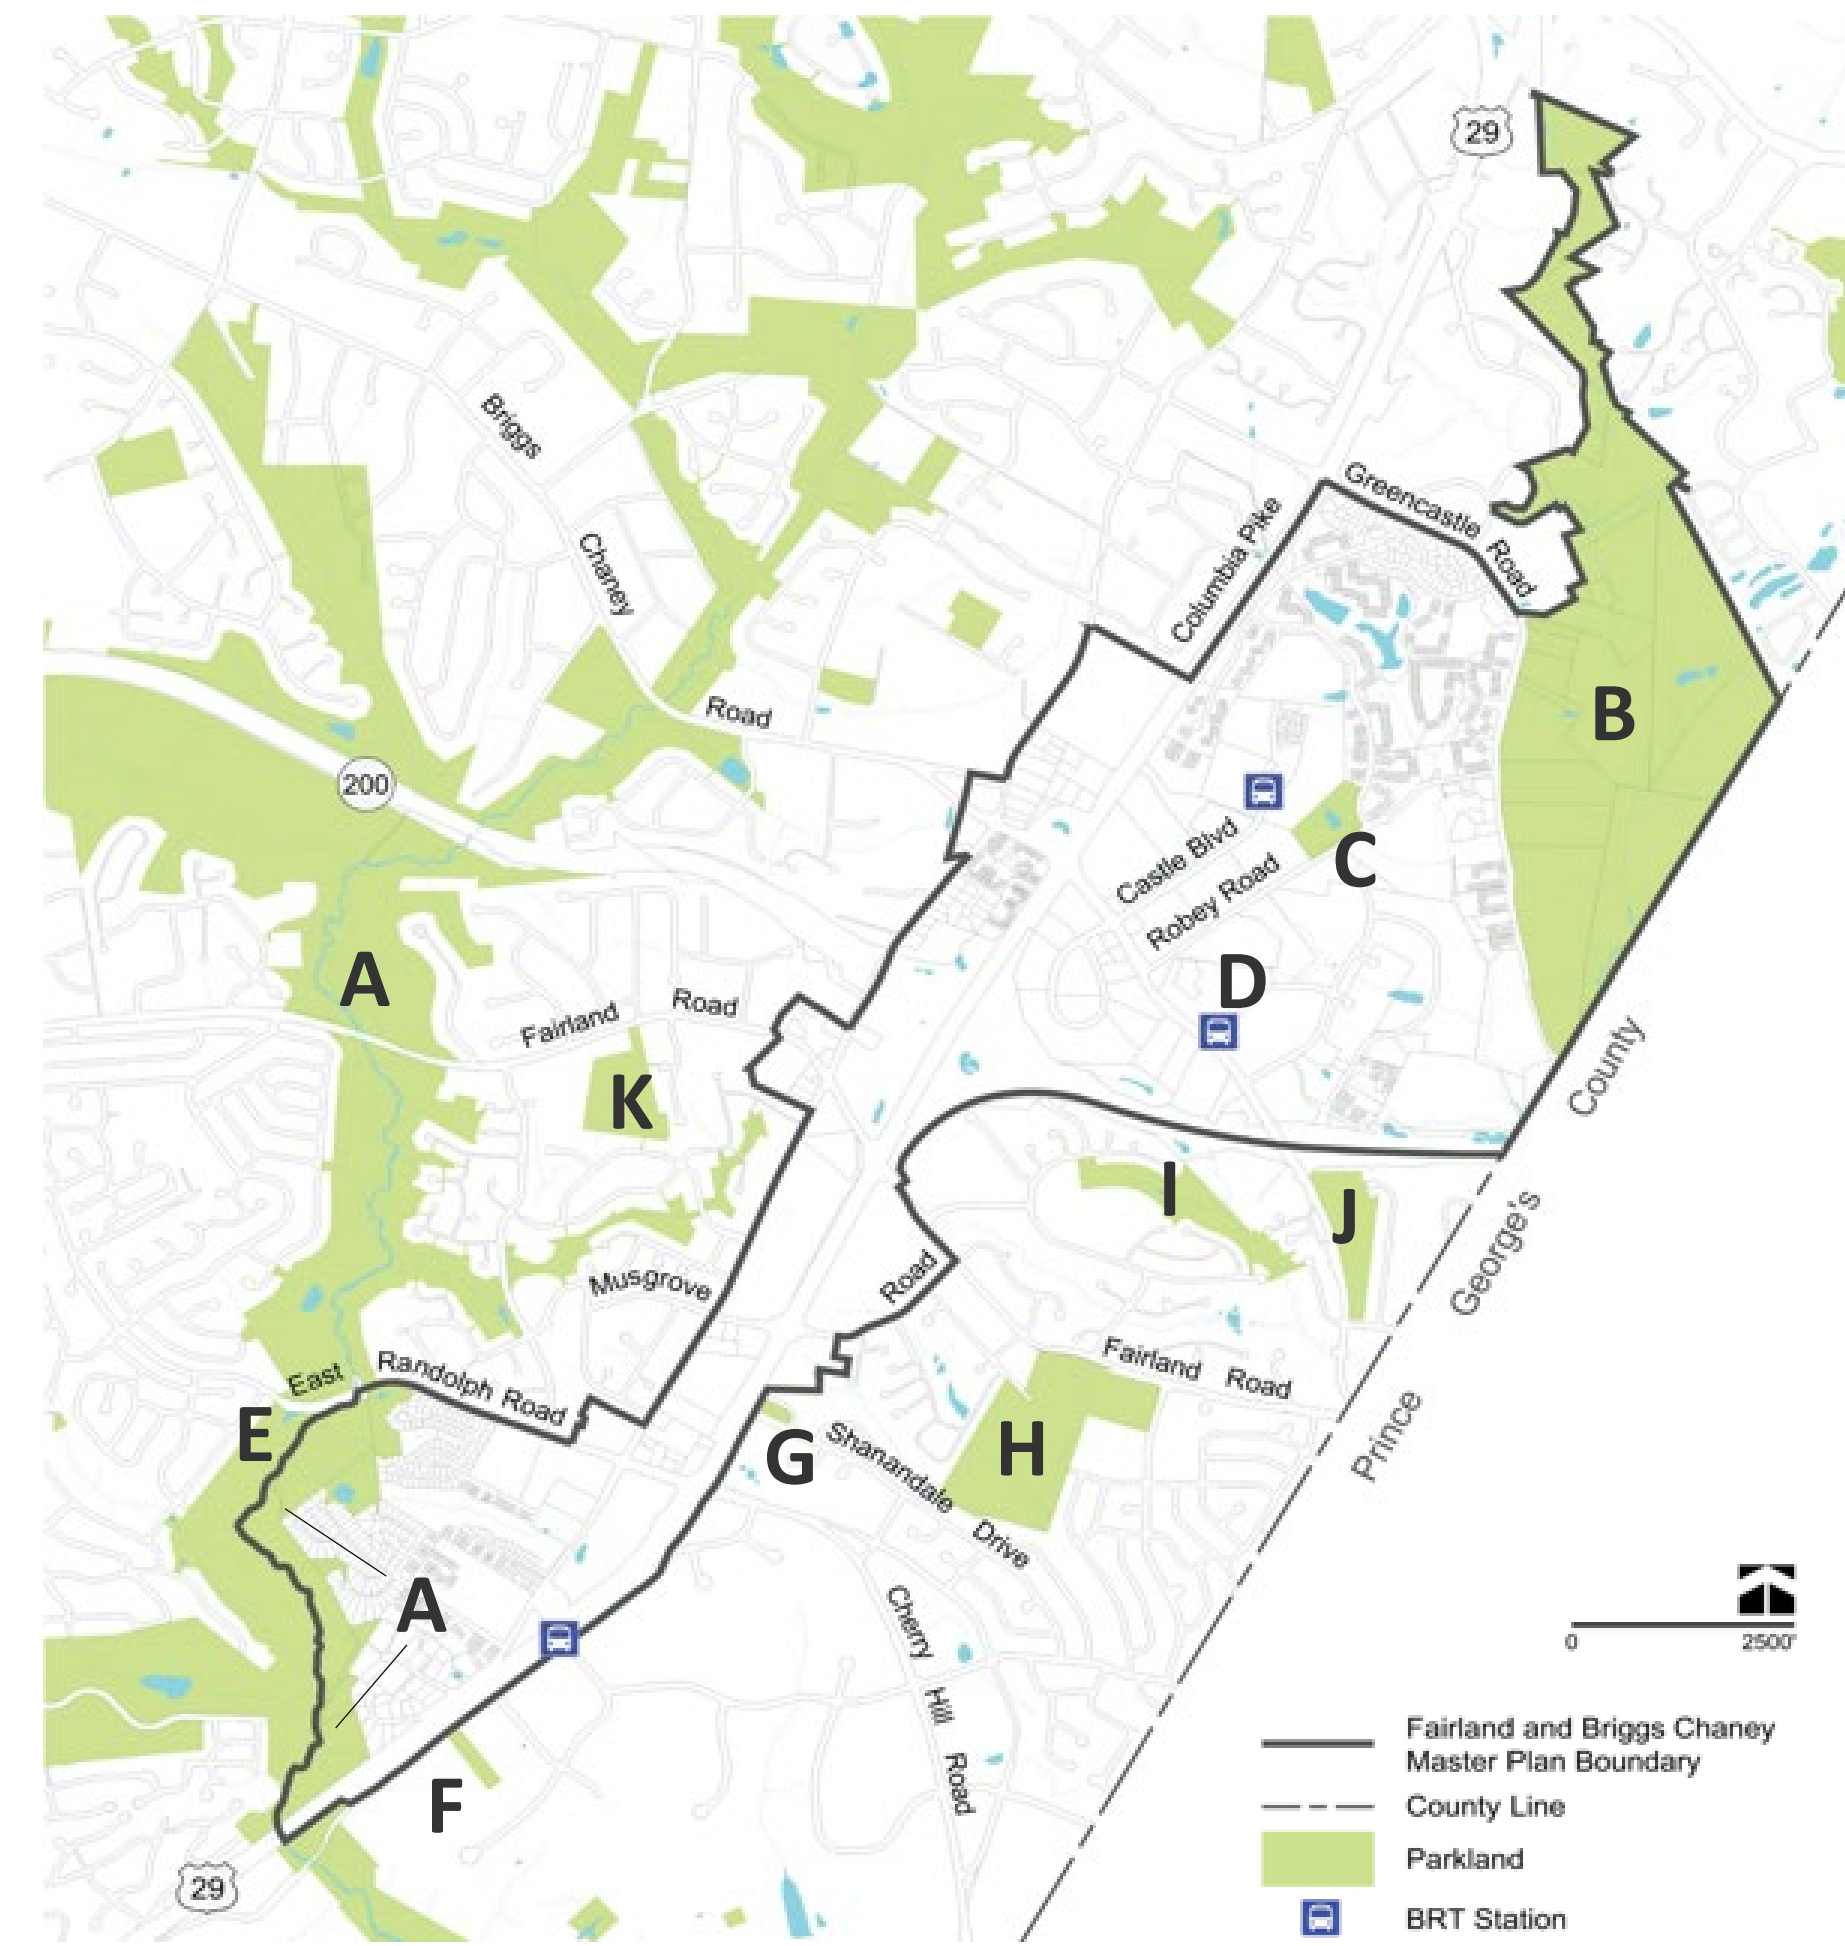 29
Briggs
Chaney
Road
Greencastle
Road
Columbia Pike
B
200
Castle Blvd
Robey Road
C
A
Fairland
Road
D
K
County
I
J
George's
Musgrove
Road
Fairland
Road
East
Randolph Road
E
G
H
Shanandale
Drive
Prince
A
Cherry
Hill
Road
F
29
0
2500'
Fairland and Briggs Chaney
Master Plan Boundary
County Line
Parkland
BRT Station